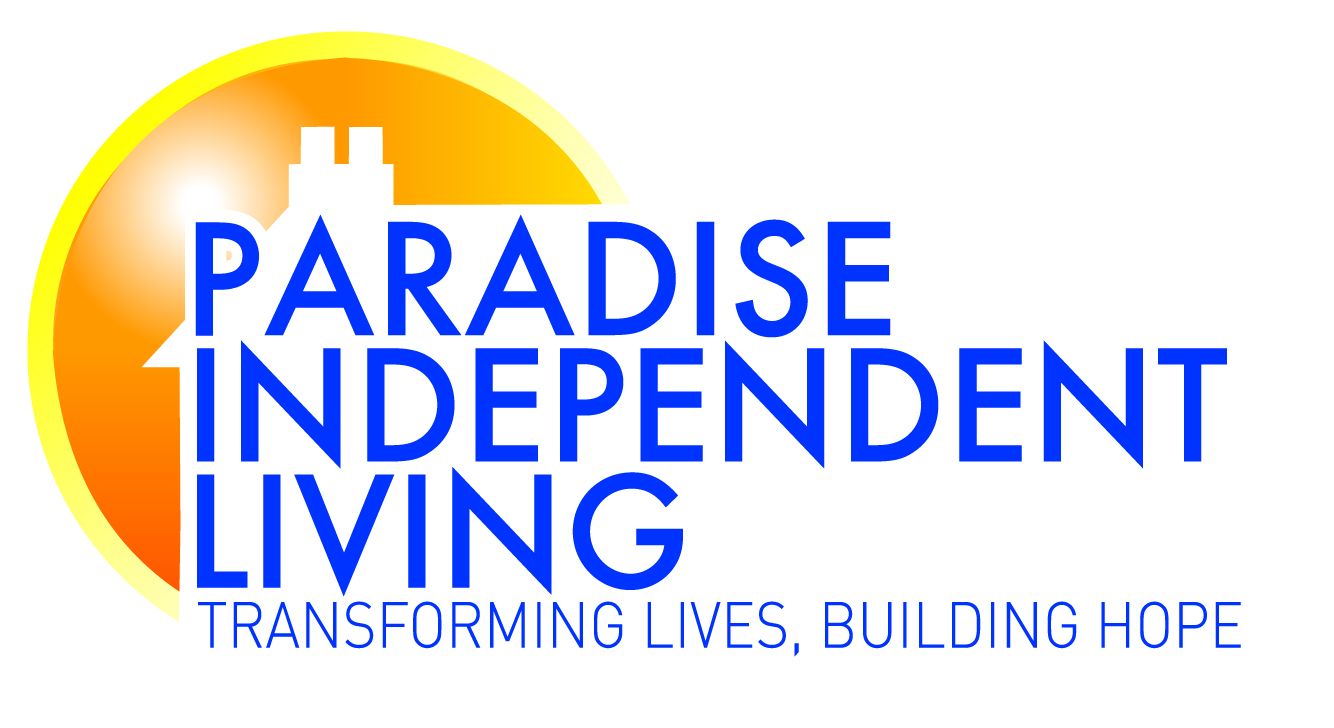 PARADISE
INDEPENDENT
LIVING
TRANSFORMING LIVES, BUILDING HOPE